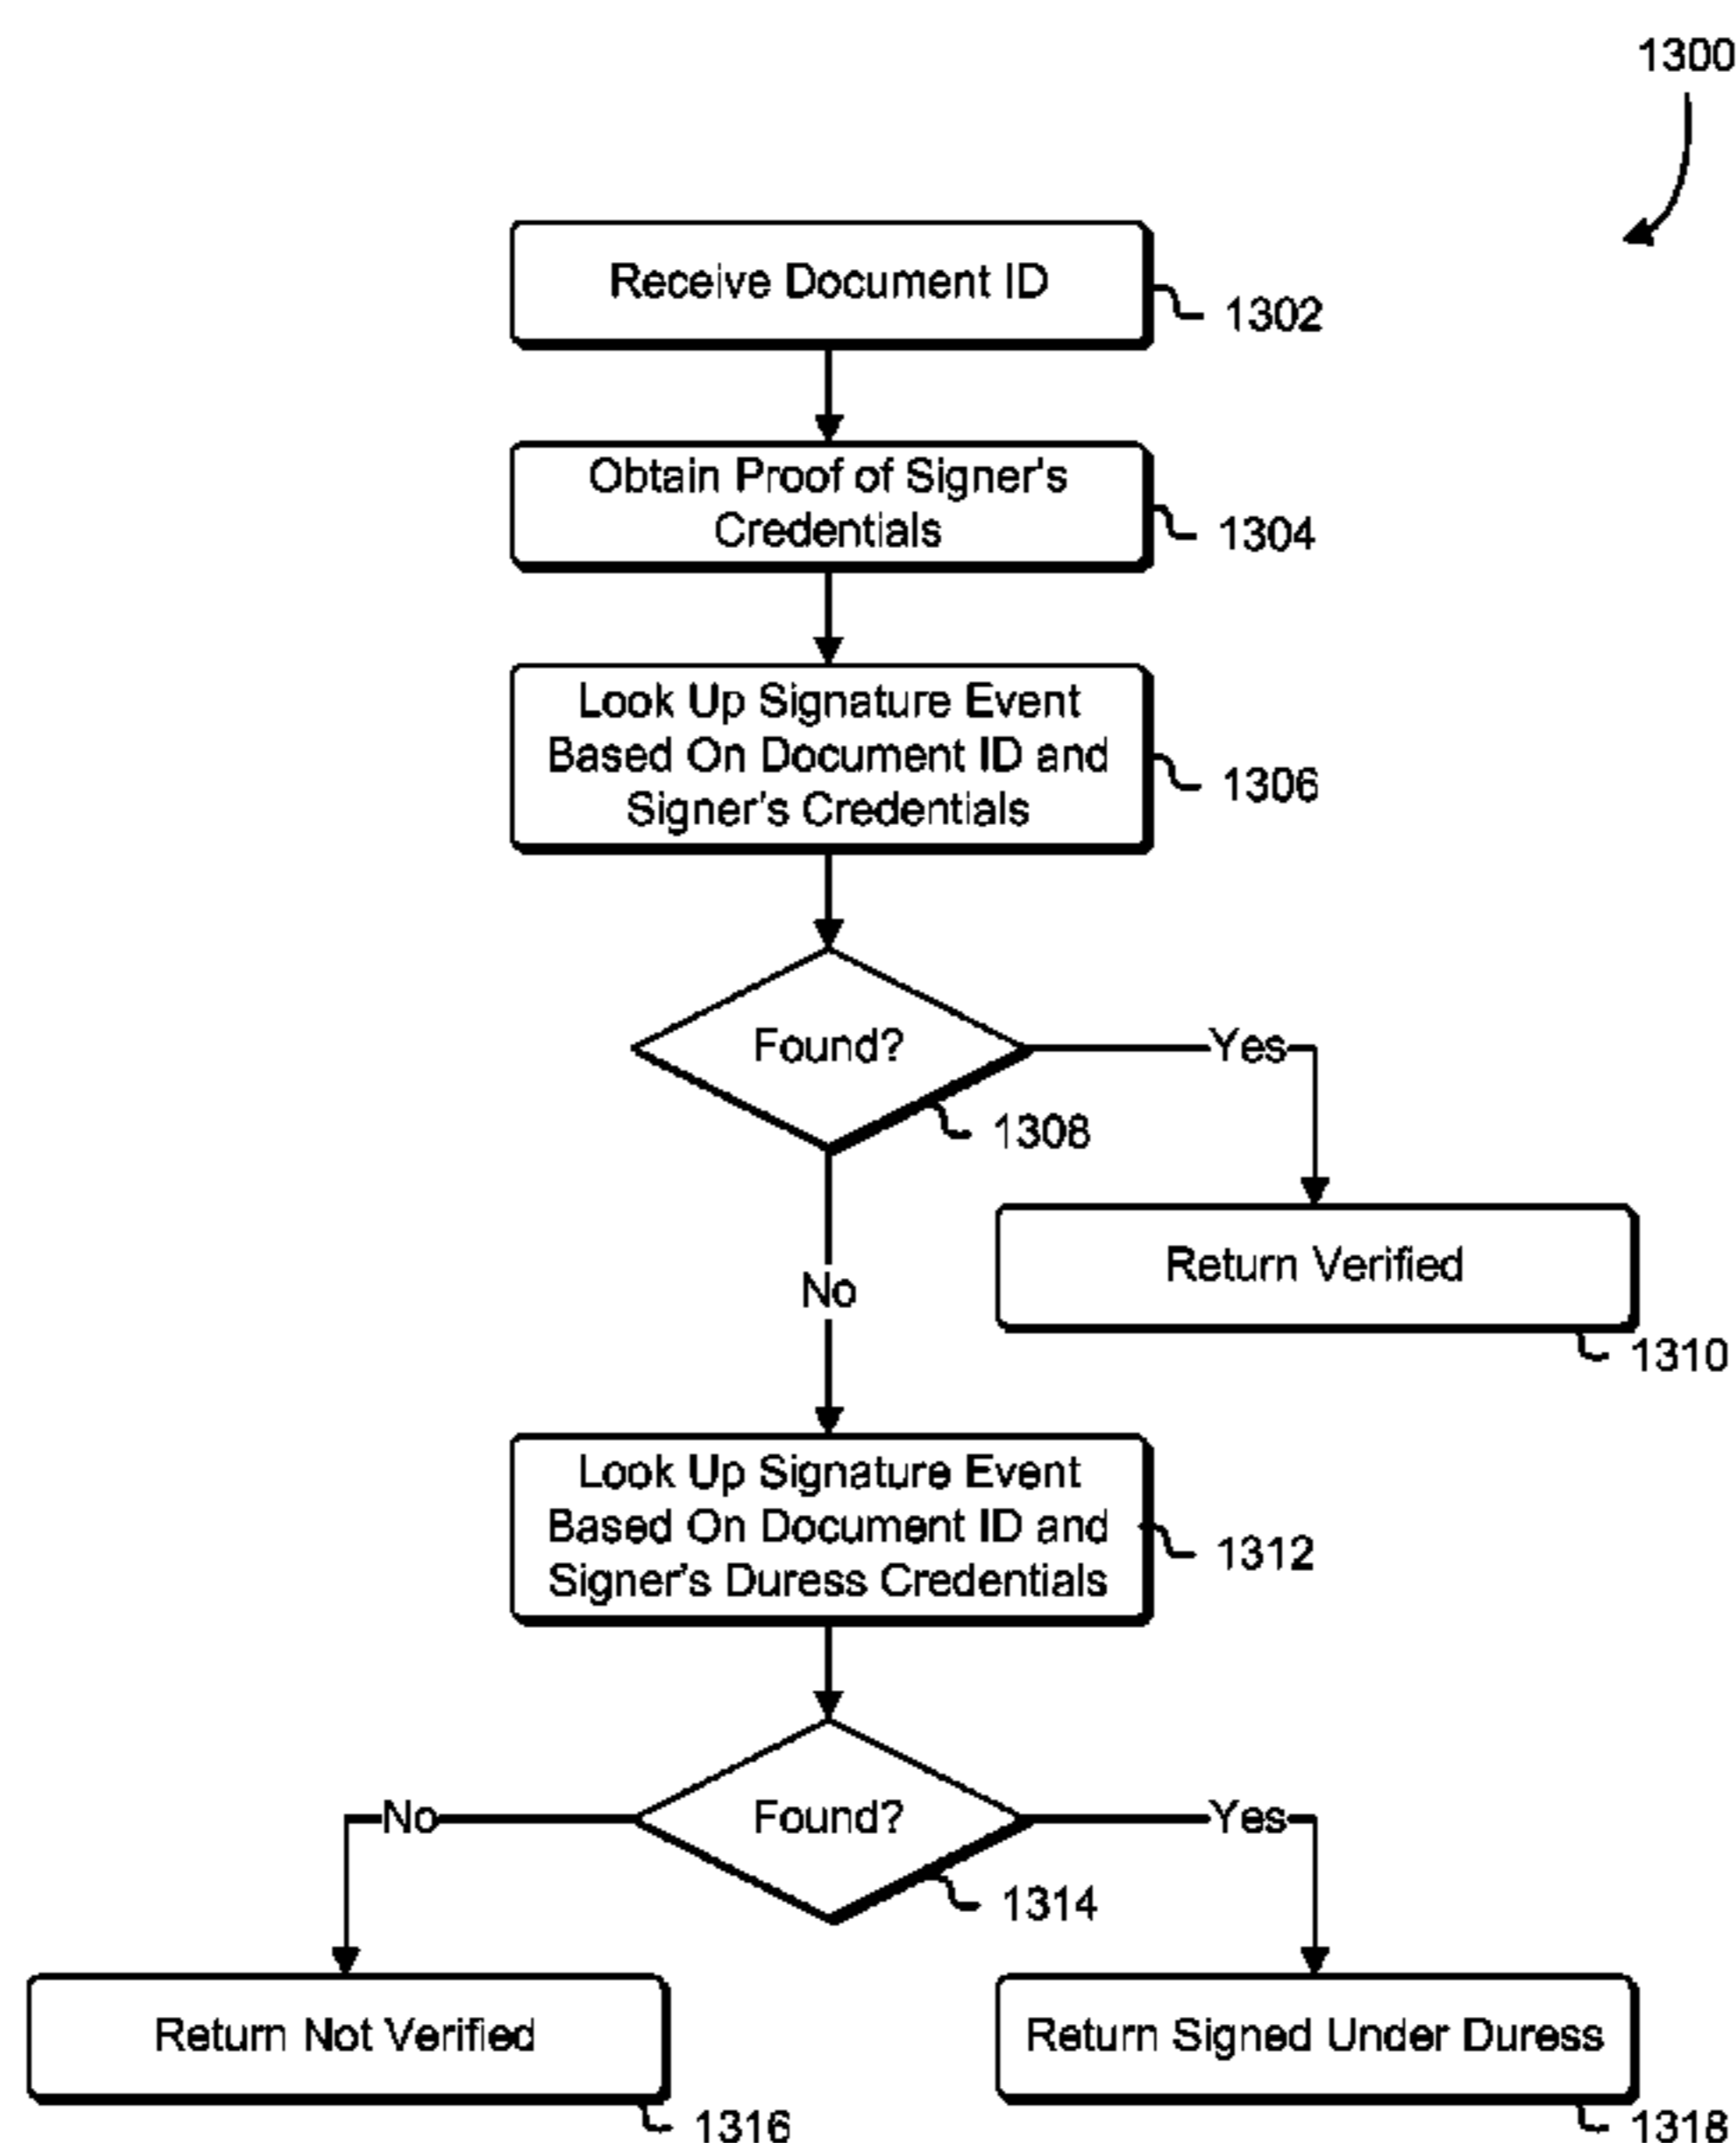 1300
Receive Document ID
1302
Obtain Proof of Signer's
Credentials
1304
Look Up Signature Event
Based On Document ID and
Signer's Credentials
1306
Found?
Yes
1308
Return Verified
No
1310
Look Up Signature Event
Based On Document ID and
Signer's Duress Credentials
1312
No
Found?
Yes
1314
Return Not Verified
Return Signed Under Duress
1316
1318